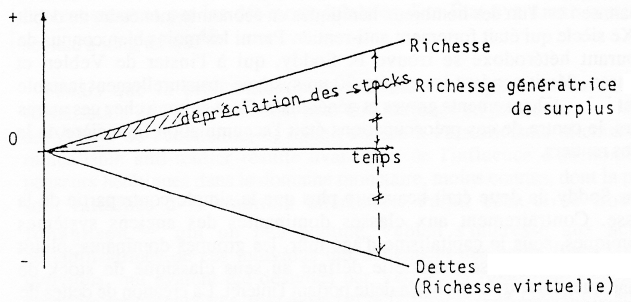 +
Richesse
dépréciation des stocks
Richesse génératrice
de surplus
0
temps
-
Dettes
(Richesse virtuelle)